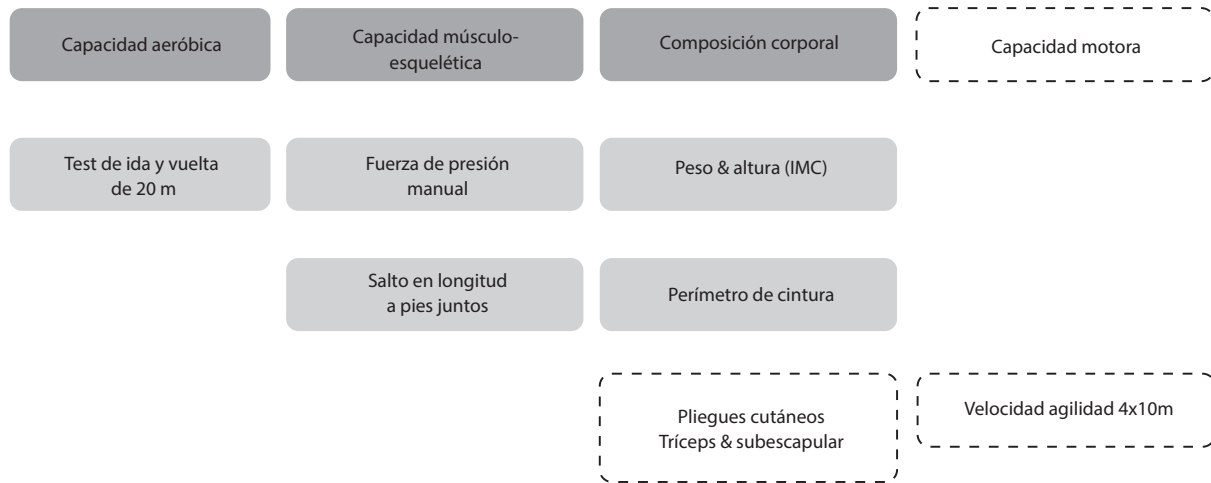 Capacidad aeróbica
Capacidad músculo-
esquelética
Composición corporal
Capacidad motora
Test de ida y vuelta
de 20 m
Fuerza de presión
manual
Peso & altura (IMC)
Salto en longitud
a pies juntos
Perímetro de cintura
Pliegues cutáneos
Tríceps & subescapular
Velocidad agilidad 4x10m